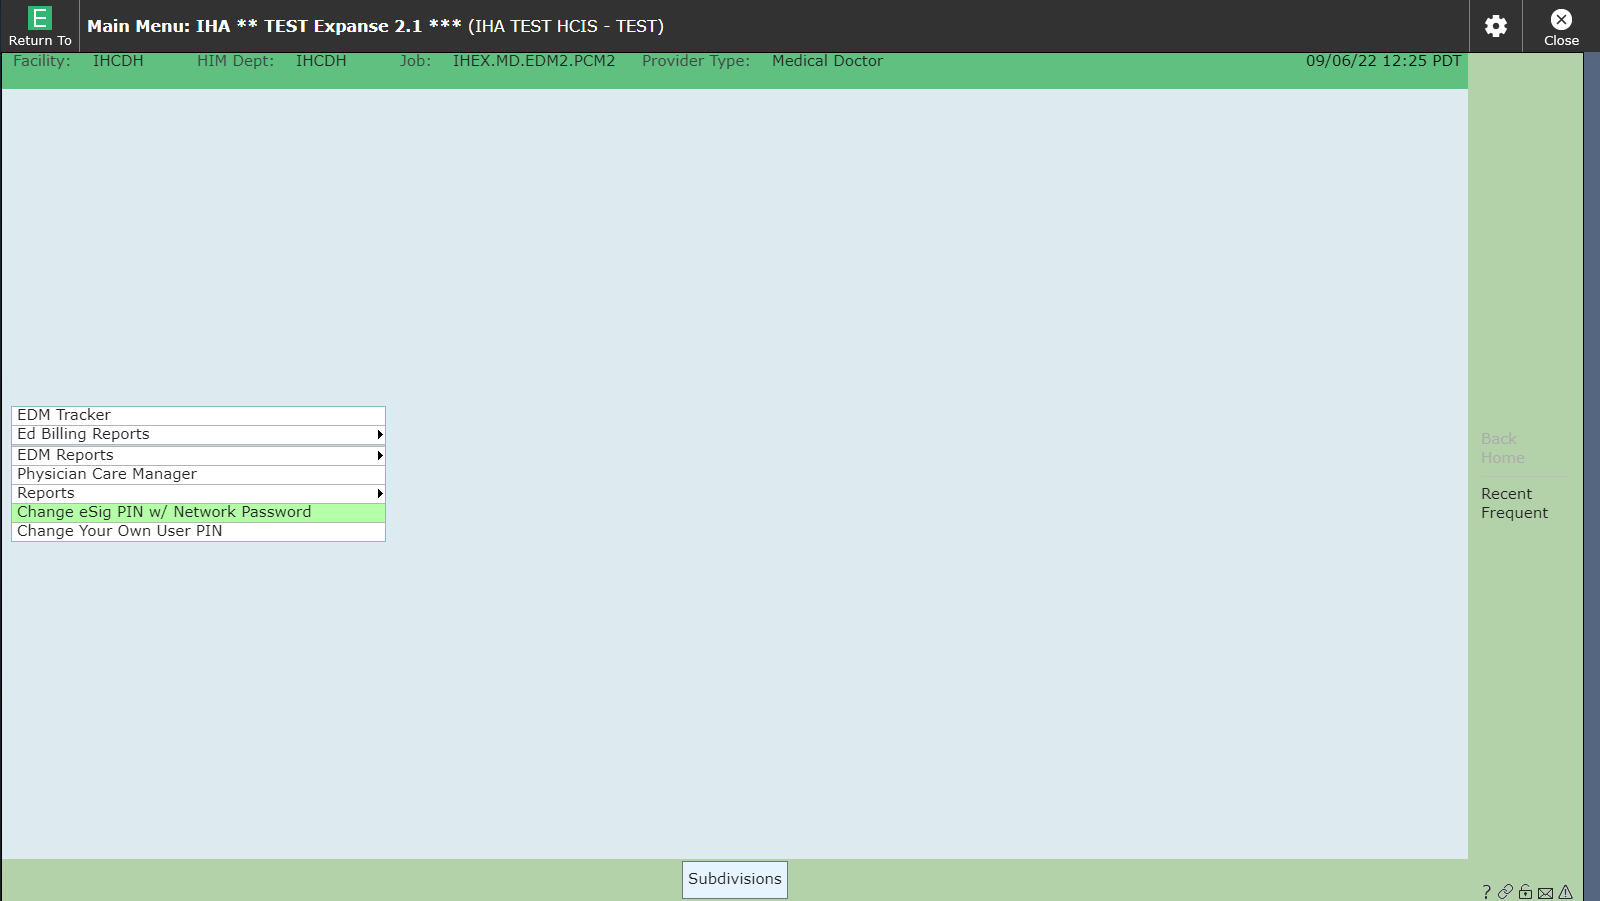 E
Return To
Main Menu: IHA ** TEST Expanse 2.1 *** (IHA TEST HCIS - TEST)
Close
Facility: IHCDH HIM Dept: IHCDH Job: IHEX.MD.EDM2.PCM2 Provider Type: Medical Doctor 09/06/22 12:25 PDT
EDM Tracker
Ed Billing Reports
EDM Reports
Physician Care Manager
Reports
Change eSig PIN w/ Network Password
Change Your Own User PIN
Back
Home
Recent
Frequent
Subdivisions
?